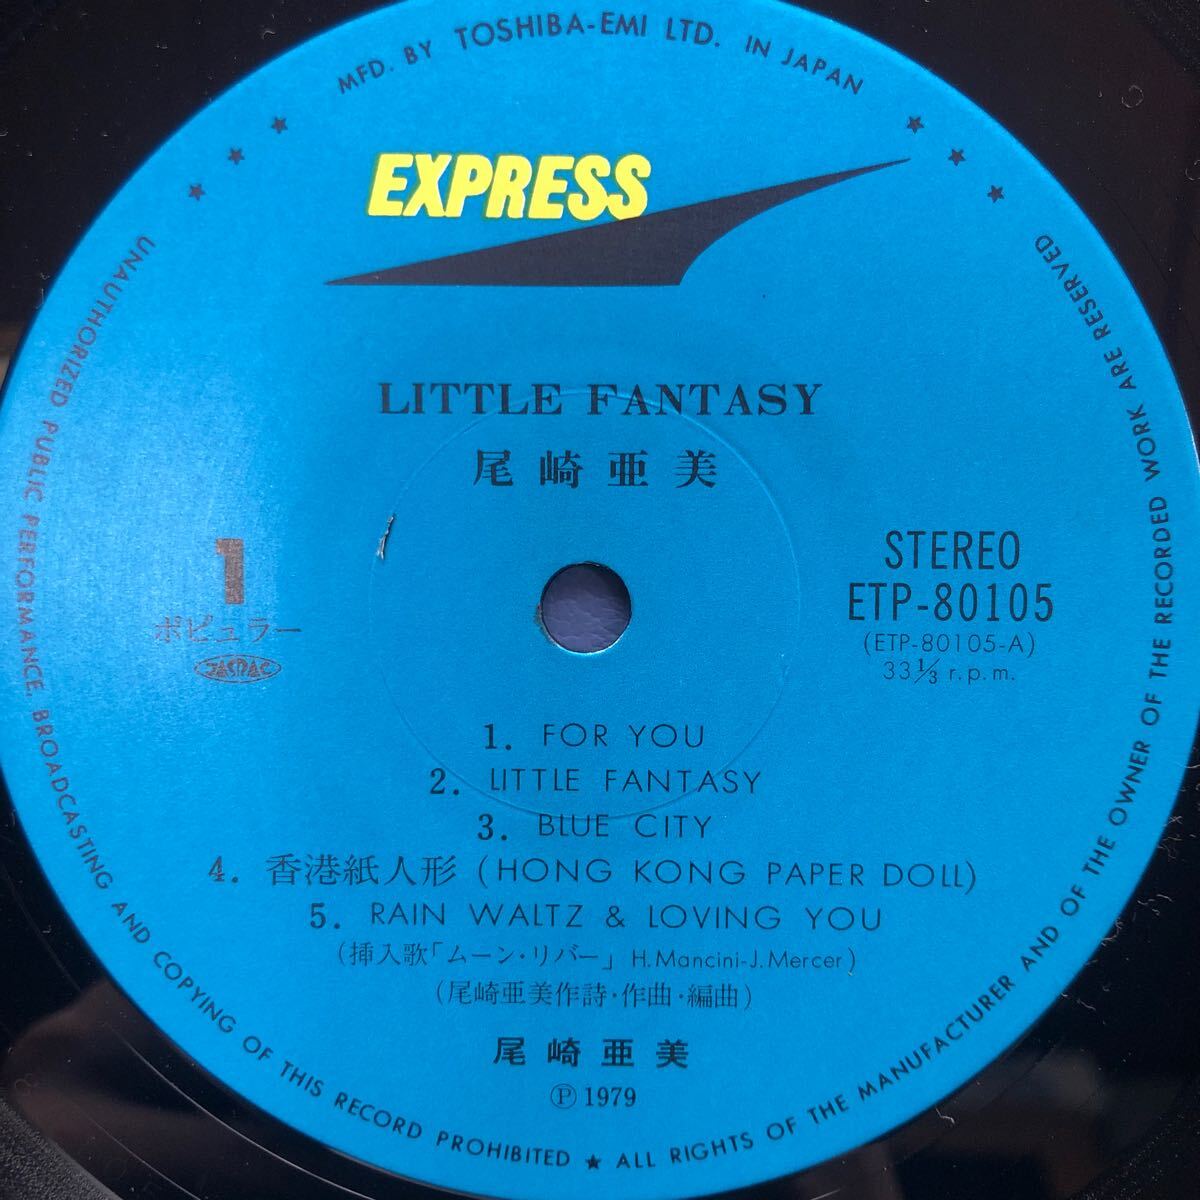 MFD. BY TOSHIBA-EMI LTD. IN JAPAN
EXPRESS
LITTLE FANTASY
尾崎亜美
1
ポピュラー
JASRAC
STEREO
ETP-80105
(ETP-80105-A)
33 1/3 r.p.m.
1. FOR YOU
2. LITTLE FANTASY
3. BLUE CITY
4. 香港紙人形 (HONG KONG PAPER DOLL)
5. RAIN WALTZ & LOVING YOU
(挿入歌「ムーン・リバー」 H.Mancini-J.Mercer)
(尾崎亜美作詩・作曲・編曲)
尾崎亜美
Ⓟ 1979
UNAUTHORIZED PUBLIC PERFORMANCE, BROADCASTING AND COPYING OF THIS RECORD PROHIBITED ★ ALL RIGHTS OF THE MANUFACTURER AND OF THE OWNER OF THE RECORDED WORK ARE RESERVED